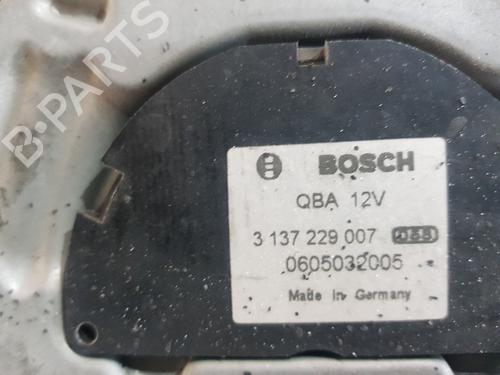 B-PARTS
BOSCH
QBA 12V
3 137 229 007
0605032005
Made in Germany